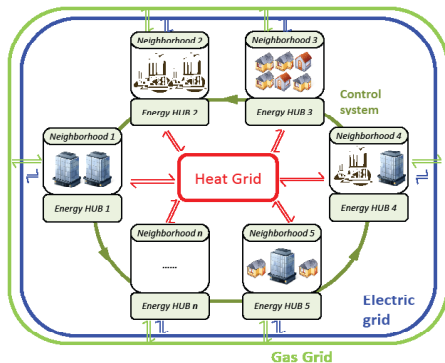 Neighborhood 2
Neighborhood 3
Energy HUB 2
Energy HUB 3
Control
system
Neighborhood 1
Neighborhood 4
Energy HUB 1
Heat Grid
Energy HUB 4
Neighborhood n
Neighborhood 5
......
Energy HUB n
Energy HUB 5
Electric
grid
Gas Grid